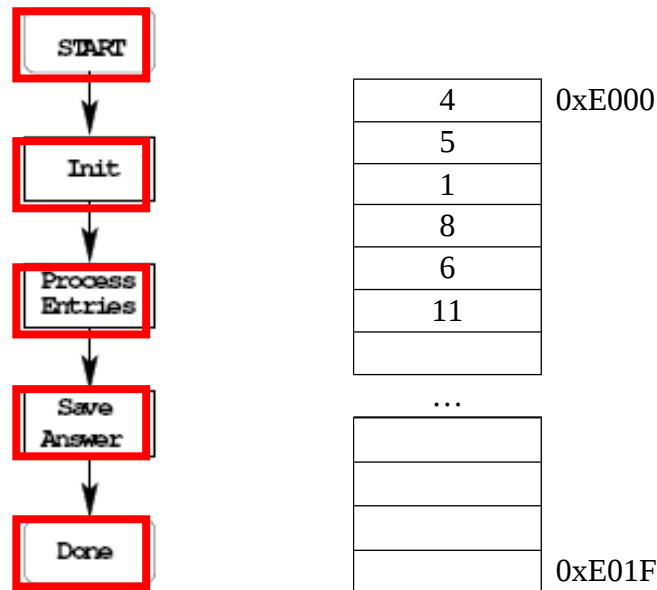 START
Init
Process
Entries
Save
Answer
Done
4 0xE000
5
1
8
6
11
…
0xE01F